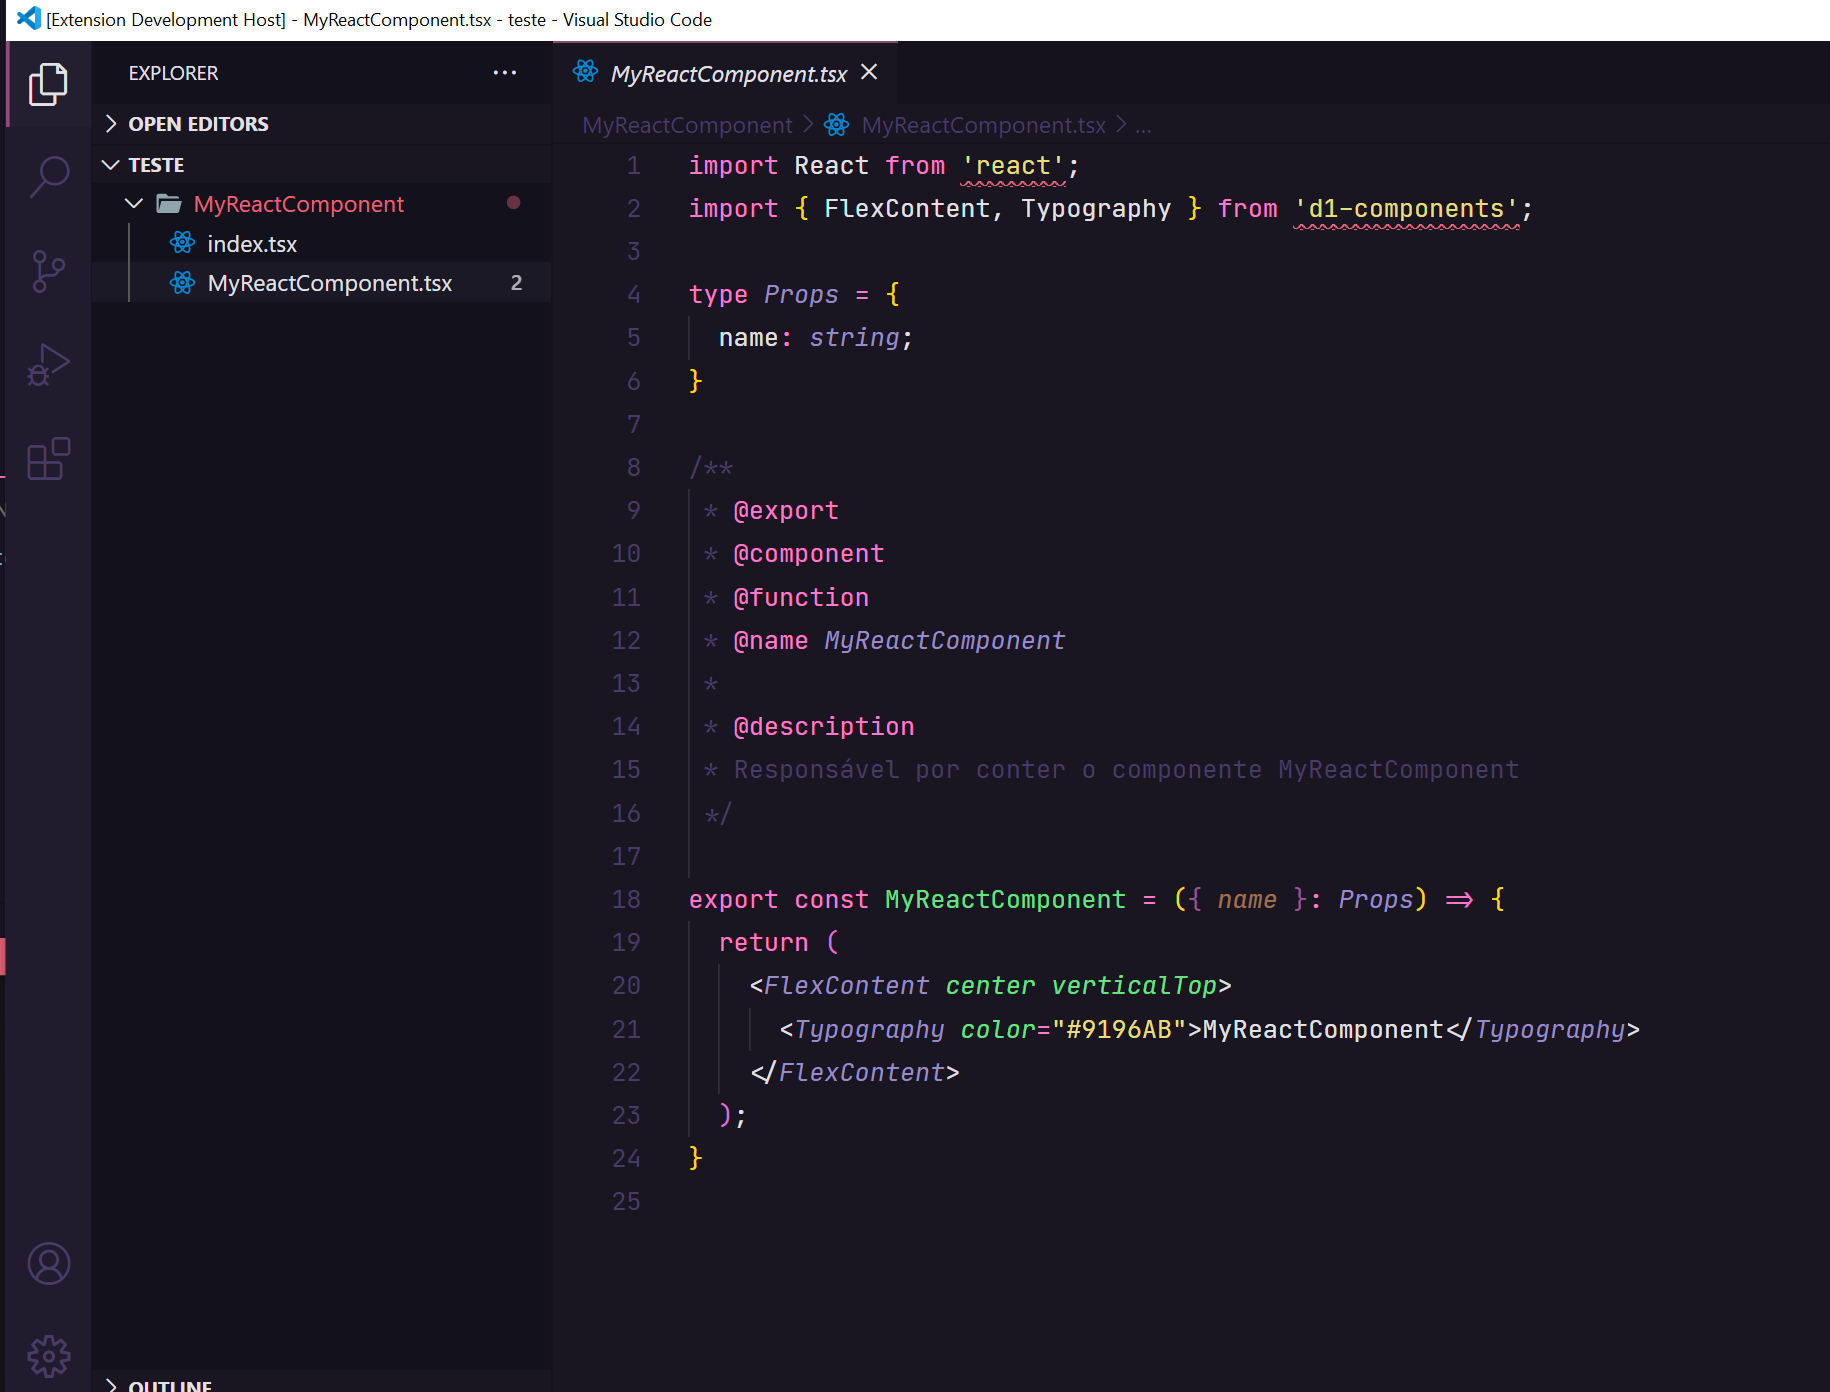 [Extension Development Host] - MyReactComponent.tsx - teste - Visual Studio Code
EXPLORER
OPEN EDITORS
TESTE
MyReactComponent
index.tsx
MyReactComponent.tsx 2
OUTLINE
MyReactComponent.tsx
MyReactComponent > MyReactComponent.tsx > ...
1 import React from 'react';
2 import { FlexContent, Typography } from 'd1-components';
3
4 type Props = {
5 name: string;
6 }
7
8 /**
9 * @export
10 * @component
11 * @function
12 * @name MyReactComponent
13 *
14 * @description
15 * Responsável por conter o componente MyReactComponent
16 */
17
18 export const MyReactComponent = ({ name }: Props) => {
19 return (
20 <FlexContent center verticalTop>
21 <Typography color="#9196AB">MyReactComponent</Typography>
22 </FlexContent>
23 );
24 }
25